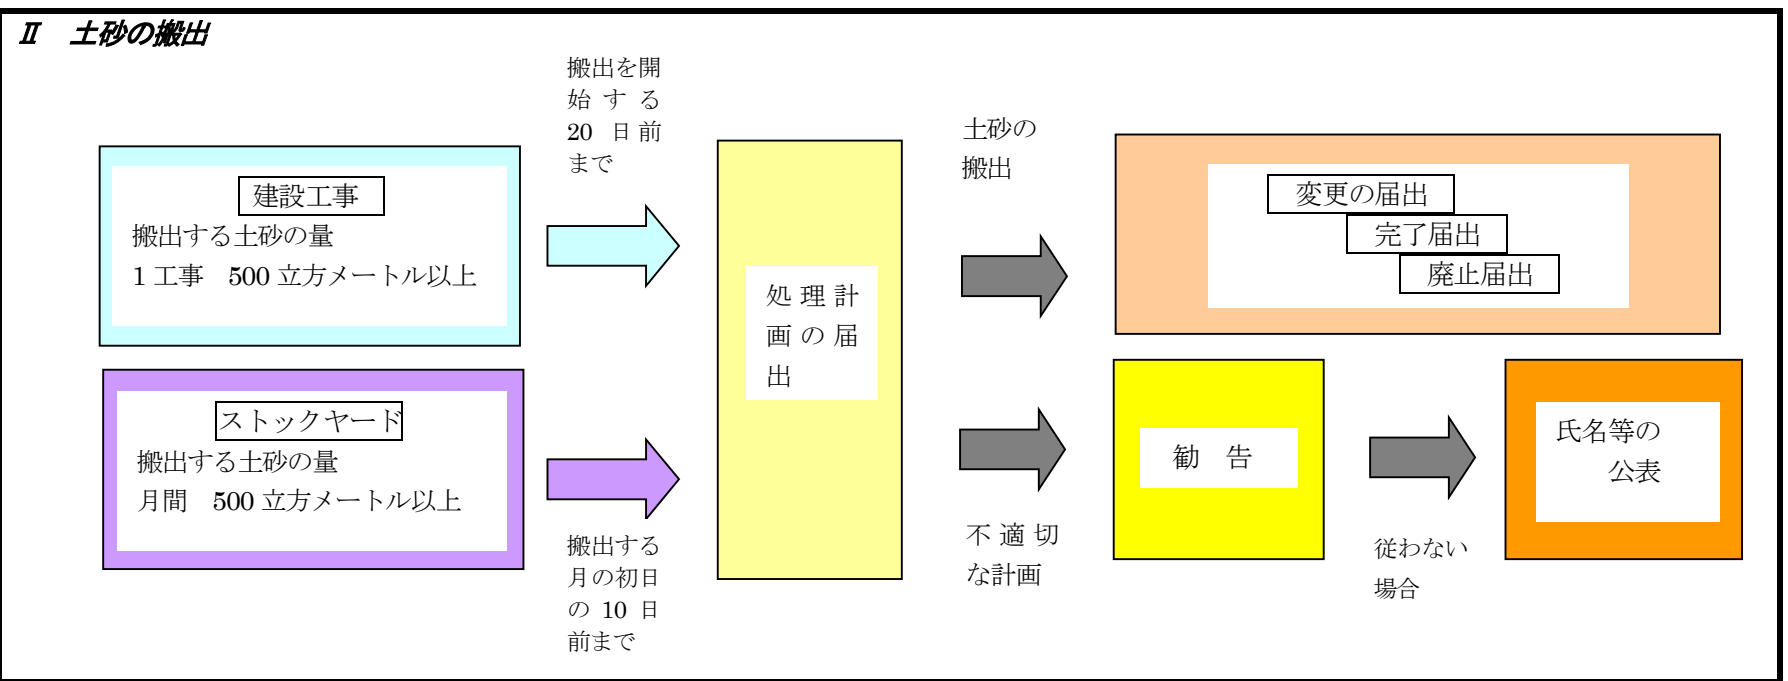 Ⅱ　土砂の搬出
建設工事
搬出する土砂の量
1 工事　500 立方メートル以上
ストックヤード
搬出する土砂の量
月間　500 立方メートル以上
搬出を開
始する
20 日前
まで
搬出する
月の初日
の 10 日
前まで
処理計
画の届
出
土砂の
搬出
変更の届出
完了届出
廃止届出
不適切
な計画
勧　告
従わない
場合
氏名等の
公表